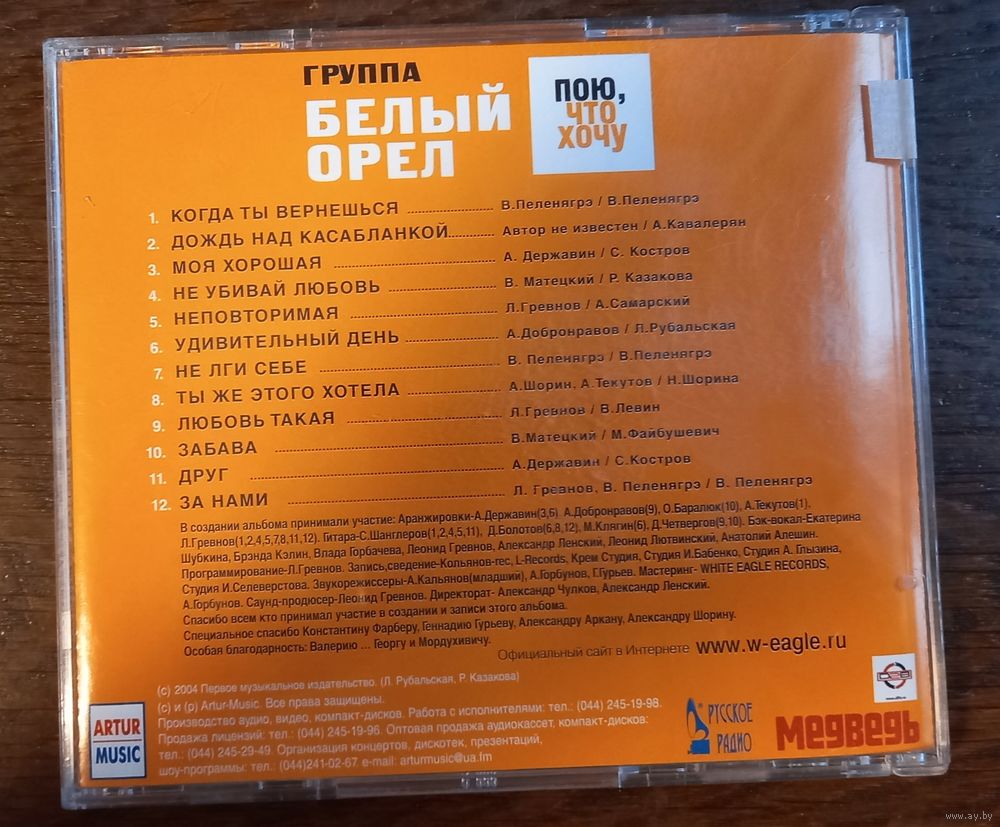 ГРУППА
БЕЛЫЙ
ОРЕЛ
ПОЮ,
ЧТО
ХОЧУ
1. КОГДА ТЫ ВЕРНЕШЬСЯ ........ В.Пеленягрэ / В.Пеленягрэ
2. ДОЖДЬ НАД КАСАБЛАНКОЙ ........ Автор не известен / А.Кавалерян
3. МОЯ ХОРОШАЯ ........ А. Державин / С. Костров
4. НЕ УБИВАЙ ЛЮБОВЬ ........ В. Матецкий / Р. Казакова
5. НЕПОВТОРИМАЯ ........ Л.Гревнов / А.Самарский
6. УДИВИТЕЛЬНЫЙ ДЕНЬ ........ А.Добронравов / Л.Рубальская
7. НЕ ЛГИ СЕБЕ ........ В. Пеленягрэ / В.Пеленягрэ
8. ТЫ ЖЕ ЭТОГО ХОТЕЛА ........ А.Шорин, А.Текутов / Н.Шорина
9. ЛЮБОВЬ ТАКАЯ ........ Л.Гревнов / В.Левин
10. ЗАБАВА ........ В.Матецкий / М.Файбушевич
11. ДРУГ ........ А.Державин / С.Костров
12. ЗА НАМИ ........ Л. Гревнов, В. Пеленягрэ / В. Пеленягрэ
В создании альбома принимали участие: Аранжировки-А.Державин(3,6) А.Добронравов(9), О.Баралюк(10), А.Текутов(1),
Л.Гревнов(1,2,4,5,7,8,11,12). Гитара-С.Шанглеров(1,2,4,5,11), Д.Болотов(6,8,12), М.Клягин(6), Д.Четвергов(9,10). Бэк-вокал-Екатерина
Шубкина, Брэнда Кэлин, Влада Горбачева, Леонид Гревнов, Александр Ленский, Леонид Лютвинский, Анатолий Алешин.
Программирование-Л.Гревнов. Запись,сведение-Кольянов-rec, L-Records, Крем Студия, Студия И.Бабенко, Студия А. Глызина,
Студия И.Селеверстова. Звукорежиссеры-А.Кальянов(младший), А.Горбунов, Г.Гурьев. Мастеринг- WHITE EAGLE RECORDS,
А.Горбунов. Саунд-продюсер-Леонид Гревнов. Директорат- Александр Чулков, Александр Ленский.
Спасибо всем кто принимал участие в создании и записи этого альбома.
Специальное спасибо Константину Фарберу, Геннадию Гурьеву, Александру Аркану, Александру Шорину.
Особая благодарность: Валерию ... Георгу и Мордухивичу.
Официальный сайт в Интернете www.w-eagle.ru
(c) 2004 Первое музыкальное издательство. (Л. Рубальская, Р. Казакова)
(c) и (p) Artur-Music. Все права защищены.
Производство аудио, видео, компакт-дисков. Работа с исполнителями: тел.: (044) 245-19-98.
Продажа лицензий: тел.: (044) 245-19-96. Оптовая продажа аудиокассет, компакт-дисков:
тел.: (044) 245-29-49. Организация концертов, дискотек, презентаций,
шоу-программы: тел.: (044)241-02-67 e-mail: arturmusic@ua.fm
ARTUR
MUSIC
РУССКОЕ
РАДИО
МЕДВЕДЬ
www.ay.by